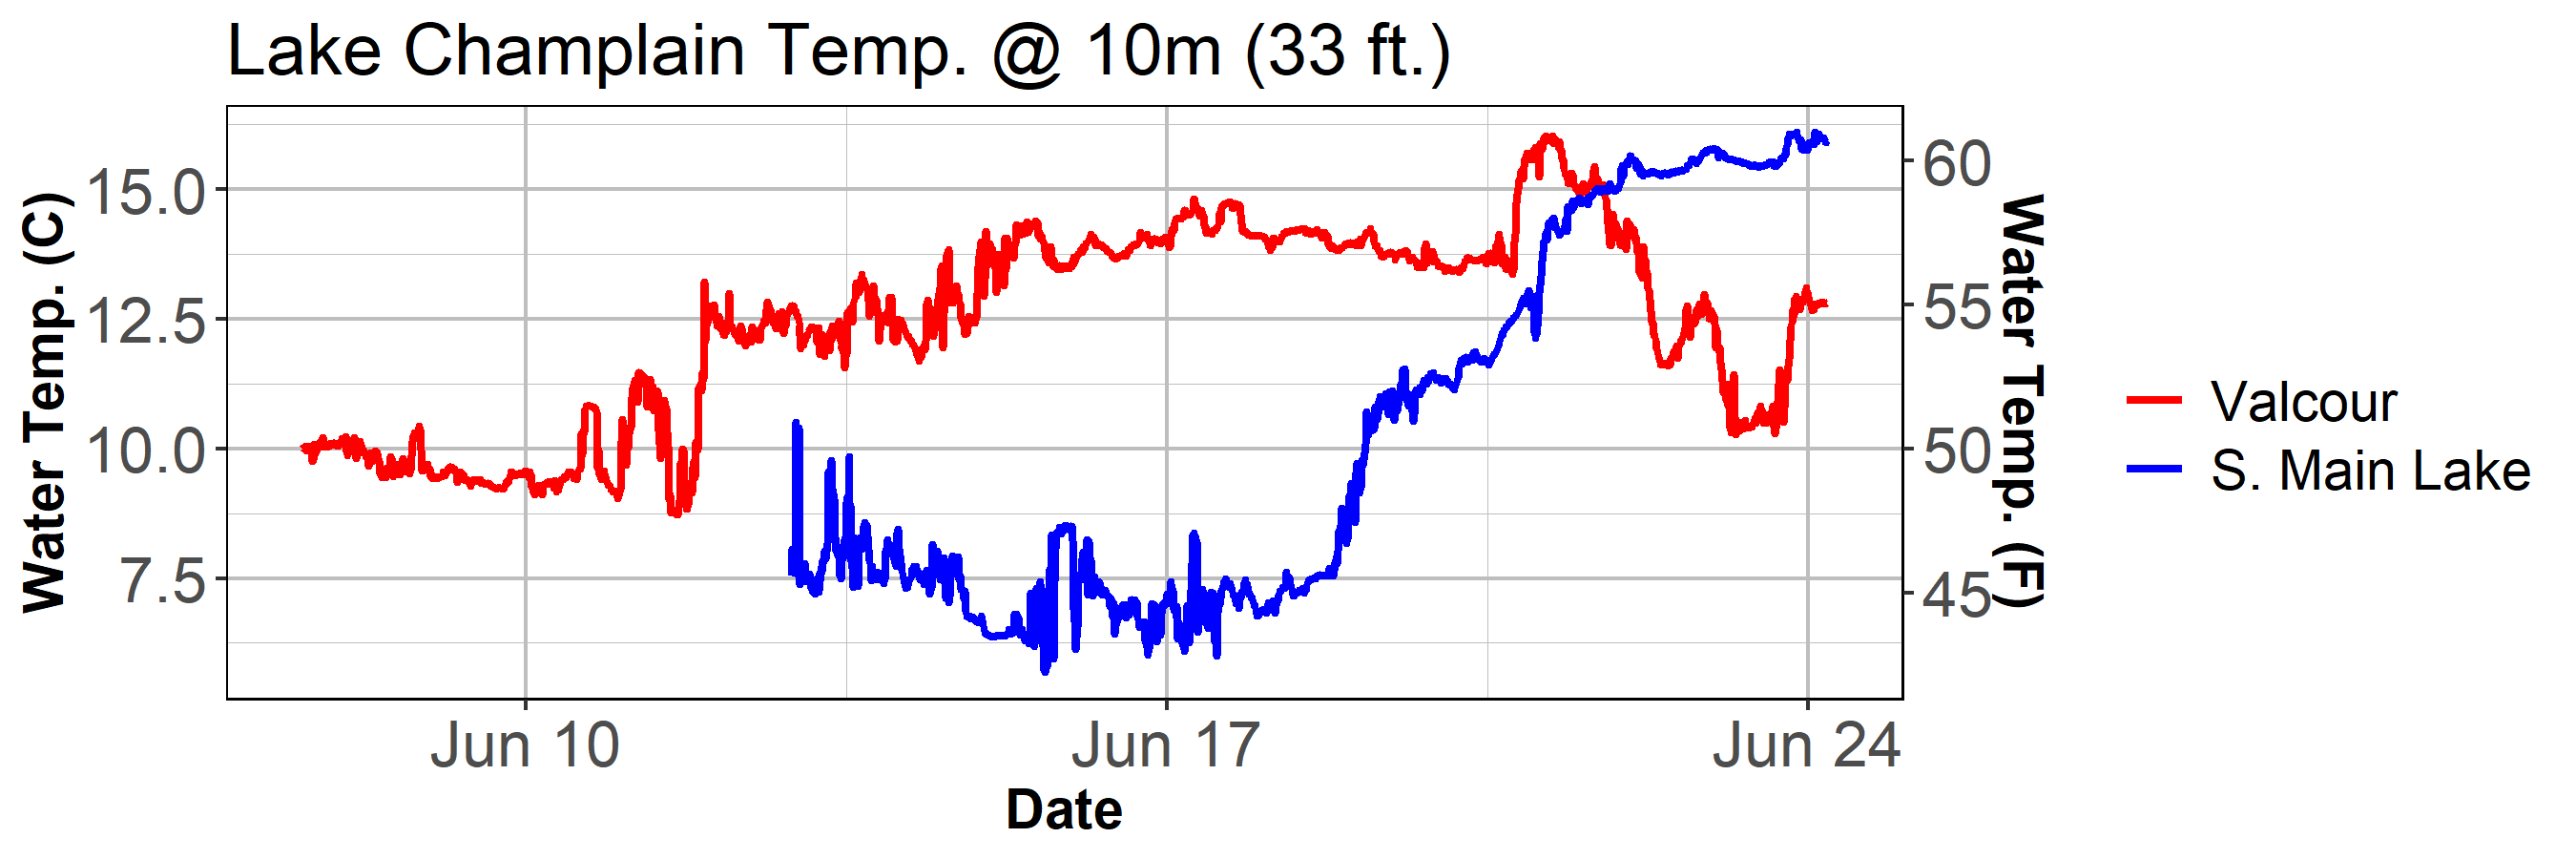 Lake Champlain Temp. @ 10m (33 ft.)
Water Temp. (C)
15.0
12.5
10.0
7.5
60
55
50
45
Water Temp. (F)
Jun 10
Jun 17
Jun 24
Date
Valcour
S. Main Lake